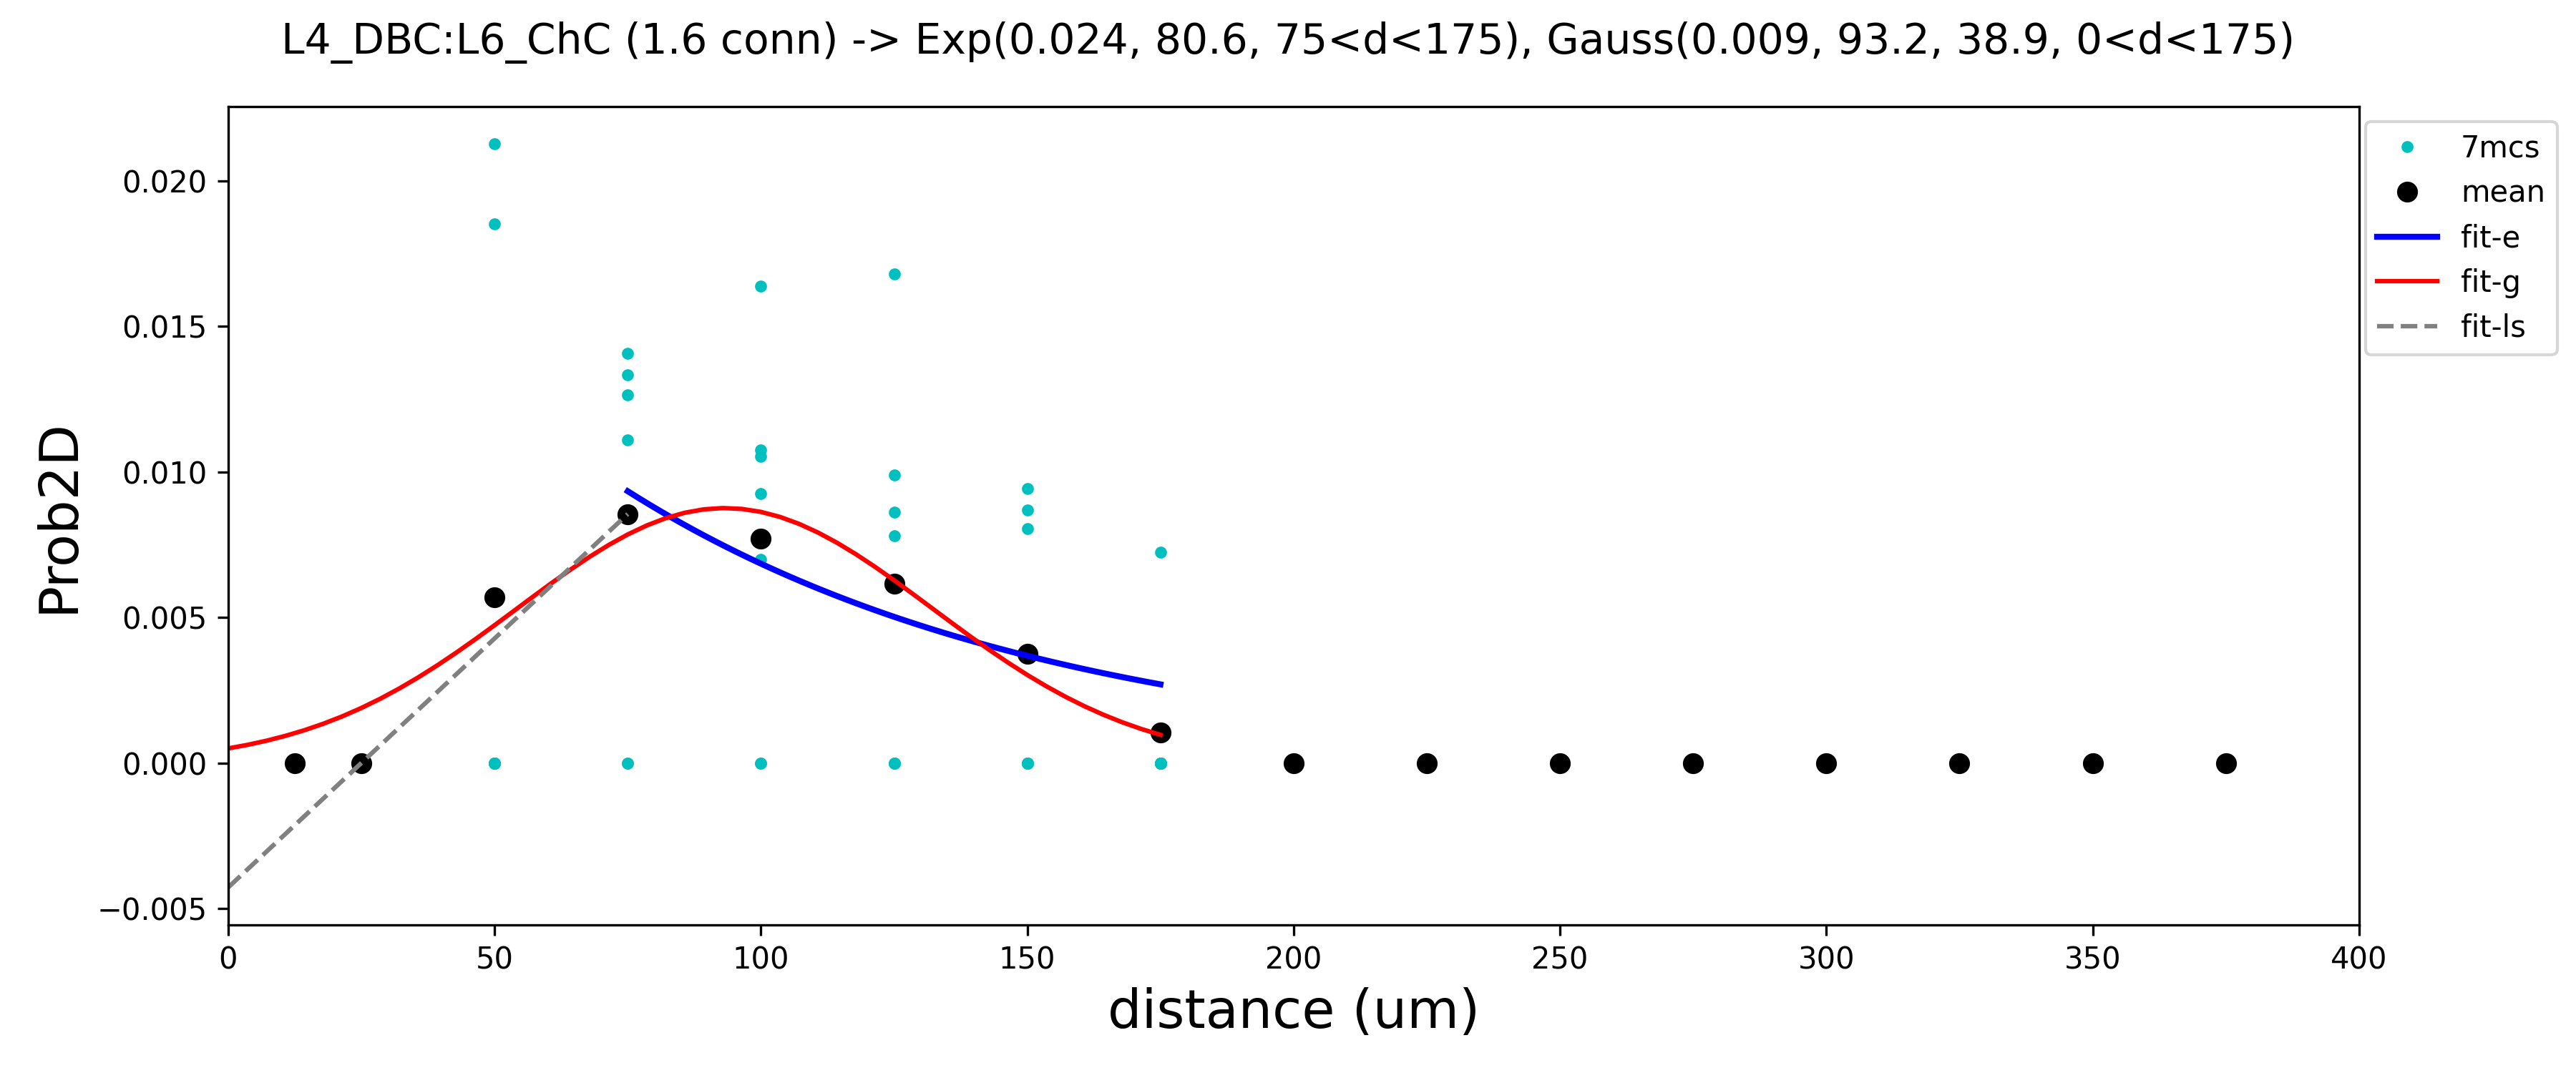 L4_DBC:L6_ChC (1.6 conn) -> Exp(0.024, 80.6, 75<d<175), Gauss(0.009, 93.2, 38.9, 0<d<175)
7mcs
mean
fit-e
fit-g
fit-ls
Prob2D
0.020
0.015
0.010
0.005
0.000
−0.005
0 50 100 150 200 250 300 350 400
distance (um)